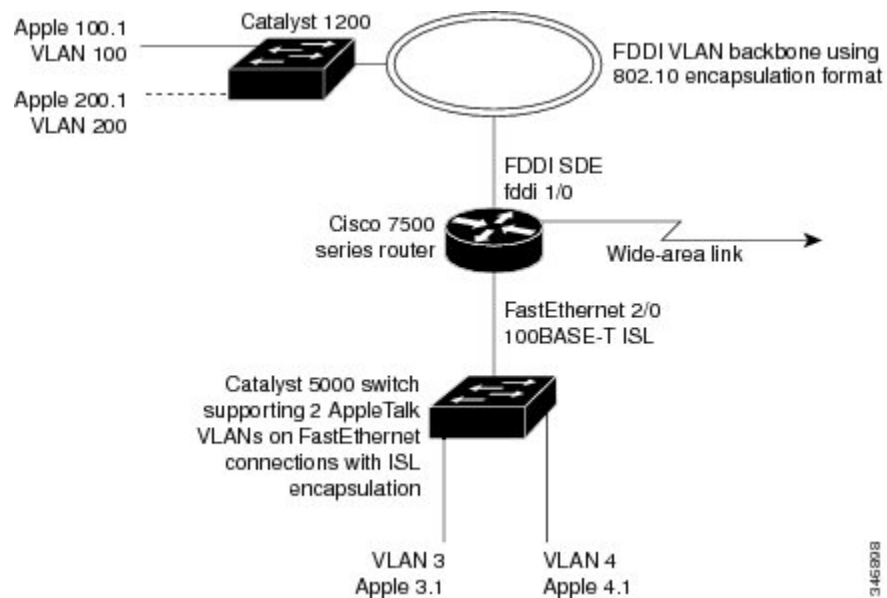 Apple 100.1
VLAN 100
Catalyst 1200
Apple 200.1
VLAN 200
FDDI VLAN backbone using
802.10 encapsulation format
FDDI SDE
fddi 1/0
Cisco 7500
series router
Wide-area link
FastEthernet 2/0
100BASE-T ISL
Catalyst 5000 switch
supporting 2 AppleTalk
VLANs on FastEthernet
connections with ISL
encapsulation
VLAN 3
Apple 3.1
VLAN 4
Apple 4.1
346898